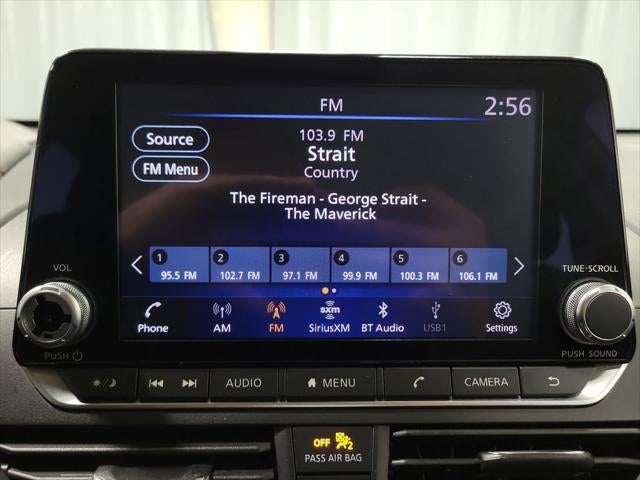 FM
2:56
Source
103.9 FM
Strait
FM Menu
Country
The Fireman - George Strait -
The Maverick
1 2 3 4 5 6
95.5 FM 102.7 FM 97.1 FM 99.9 FM 100.3 FM 106.1 FM
VOL
TUNE·SCROLL
sxm
Phone AM FM SiriusXM BT Audio USB1 Settings
PUSH
PUSH SOUND
AUDIO MENU CAMERA
OFF 2
PASS AIR BAG